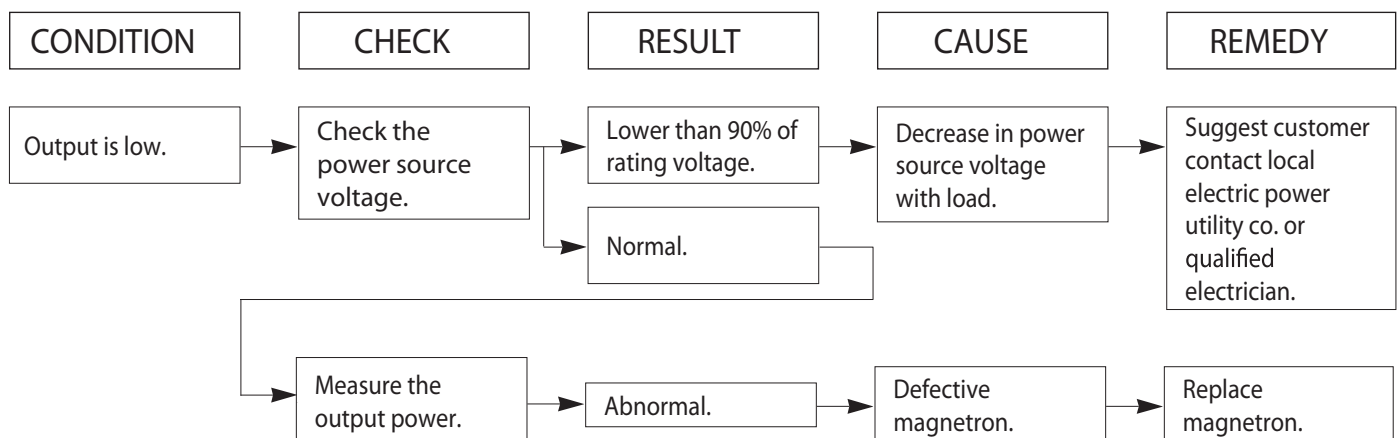 CONDITION
CHECK
RESULT
CAUSE
REMEDY
Output is low.
Check the
power source
voltage.
Lower than 90% of
rating voltage.
Decrease in power
source voltage
with load.
Suggest customer
contact local
electric power
utility co. or
qualified
electrician.
Normal.
Measure the
output power.
Abnormal.
Defective
magnetron.
Replace
magnetron.